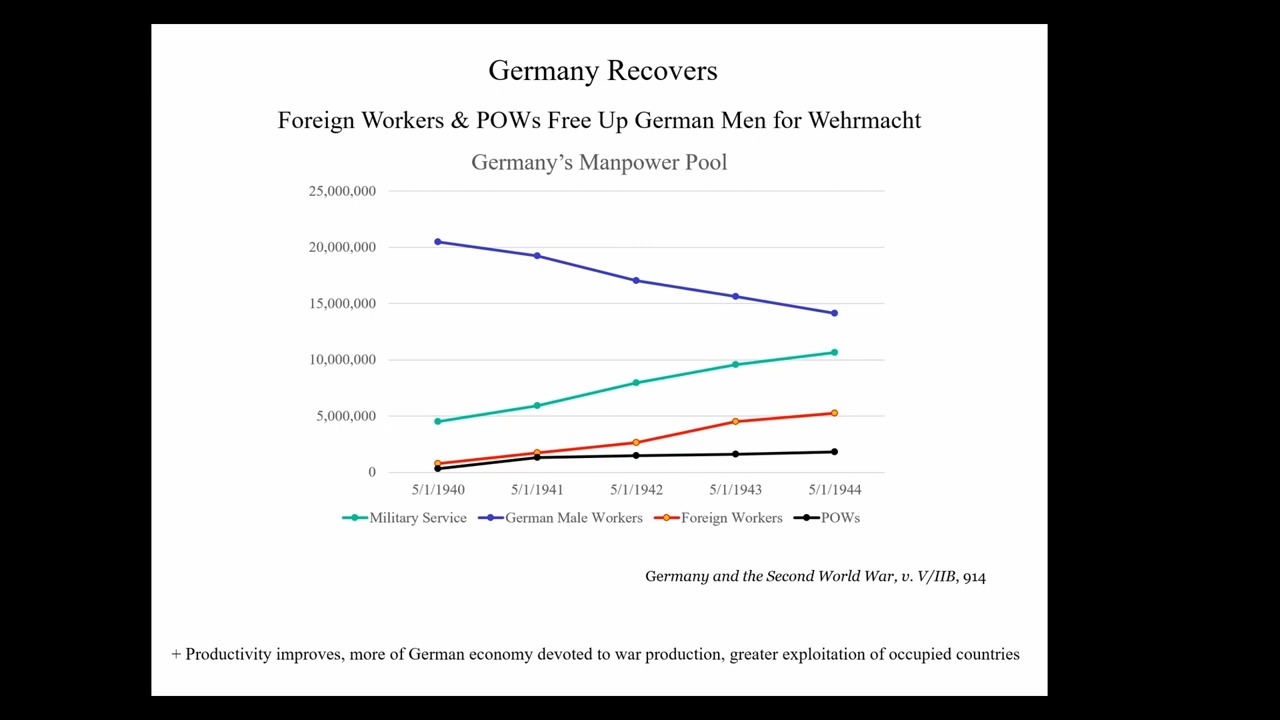 Germany Recovers
Foreign Workers & POWs Free Up German Men for Wehrmacht
Germany’s Manpower Pool
25,000,000
20,000,000
15,000,000
10,000,000
5,000,000
0
5/1/1940 5/1/1941 5/1/1942 5/1/1943 5/1/1944
Military Service German Male Workers Foreign Workers POWs
Germany and the Second World War, v. V/IIB, 914
+ Productivity improves, more of German economy devoted to war production, greater exploitation of occupied countries